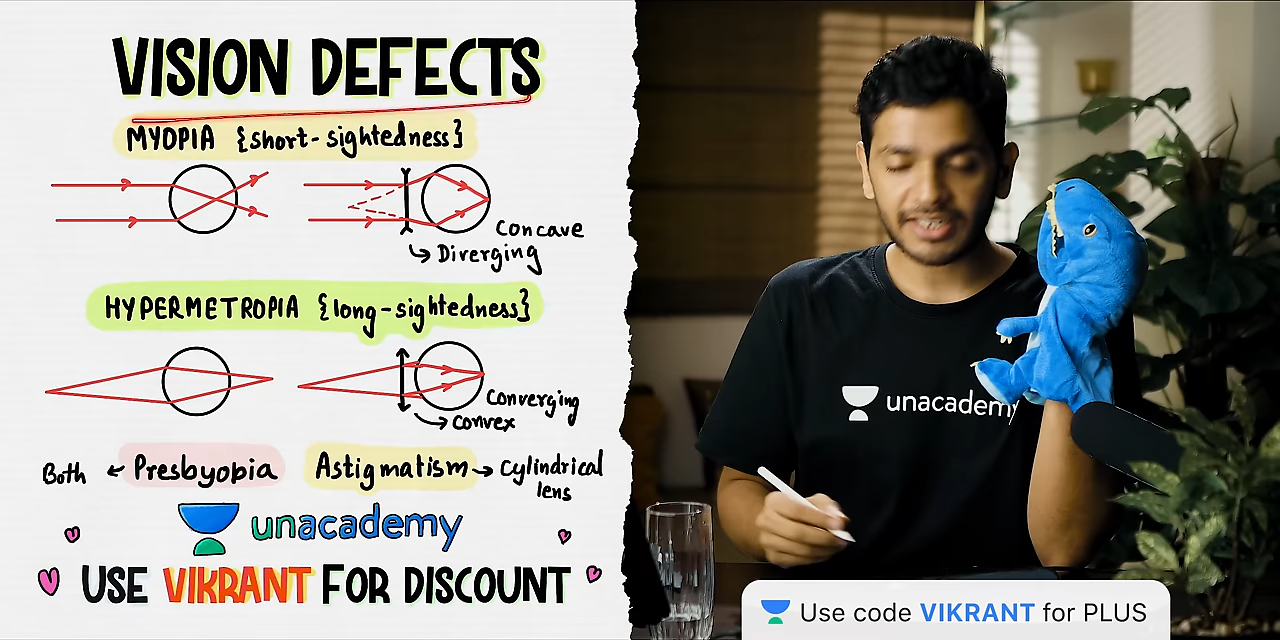 VISION DEFECTS
MYOPIA {short-sightedness}
Concave
Diverging
HYPERMETROPIA {long-sightedness}
Converging
convex
Both ← Presbyopia
Astigmatism → Cylindrical
lens
unacademy
USE VIKRANT FOR DISCOUNT
unacademy
Use code VIKRANT for PLUS